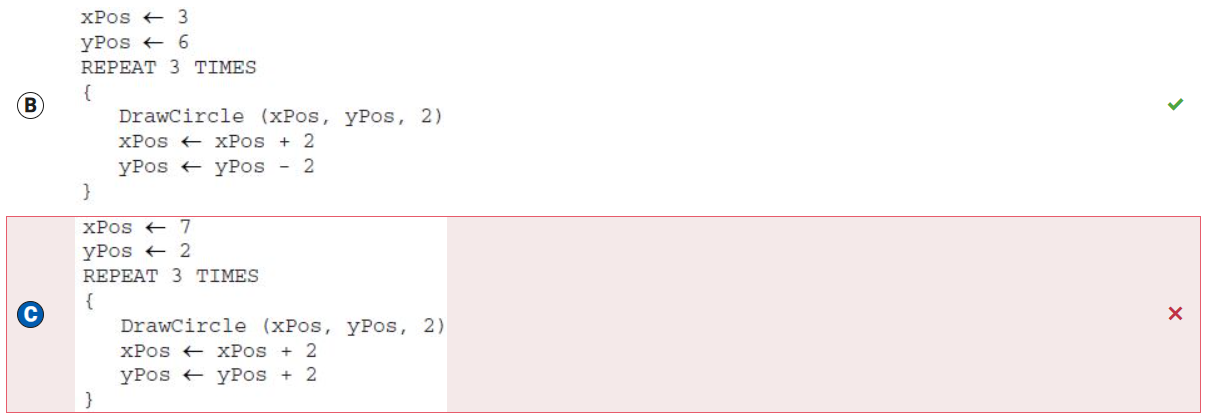 xPos ← 3
yPos ← 6
REPEAT 3 TIMES
{
B
DrawCircle (xPos, yPos, 2)
xPos ← xPos + 2
yPos ← yPos - 2
}
xPos ← 7
yPos ← 2
REPEAT 3 TIMES
{
C
DrawCircle (xPos, yPos, 2)
xPos ← xPos + 2
yPos ← yPos + 2
}